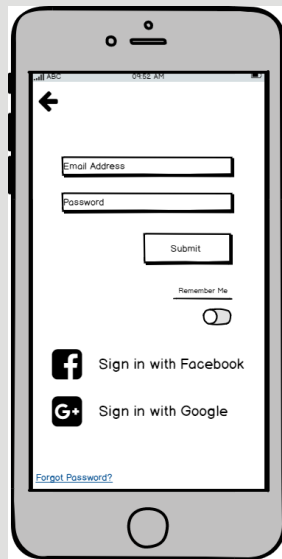 ABC 09:52 AM
Email Address
Password
Submit
Remember Me
Sign in with Facebook
G+ Sign in with Google
Forgot Password?